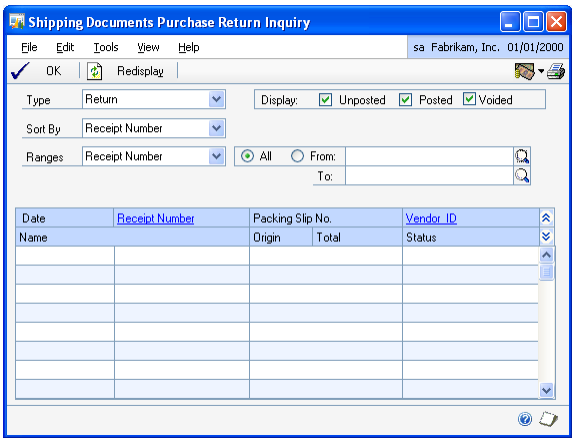 Shipping Documents Purchase Return Inquiry
File Edit Tools View Help sa Fabrikam, Inc. 01/01/2000
OK Redisplay
Type Return Display: Unposted Posted Voided
Sort By Receipt Number
Ranges Receipt Number All From:
To:
Date Receipt Number Packing Slip No. Vendor ID
Name Origin Total Status